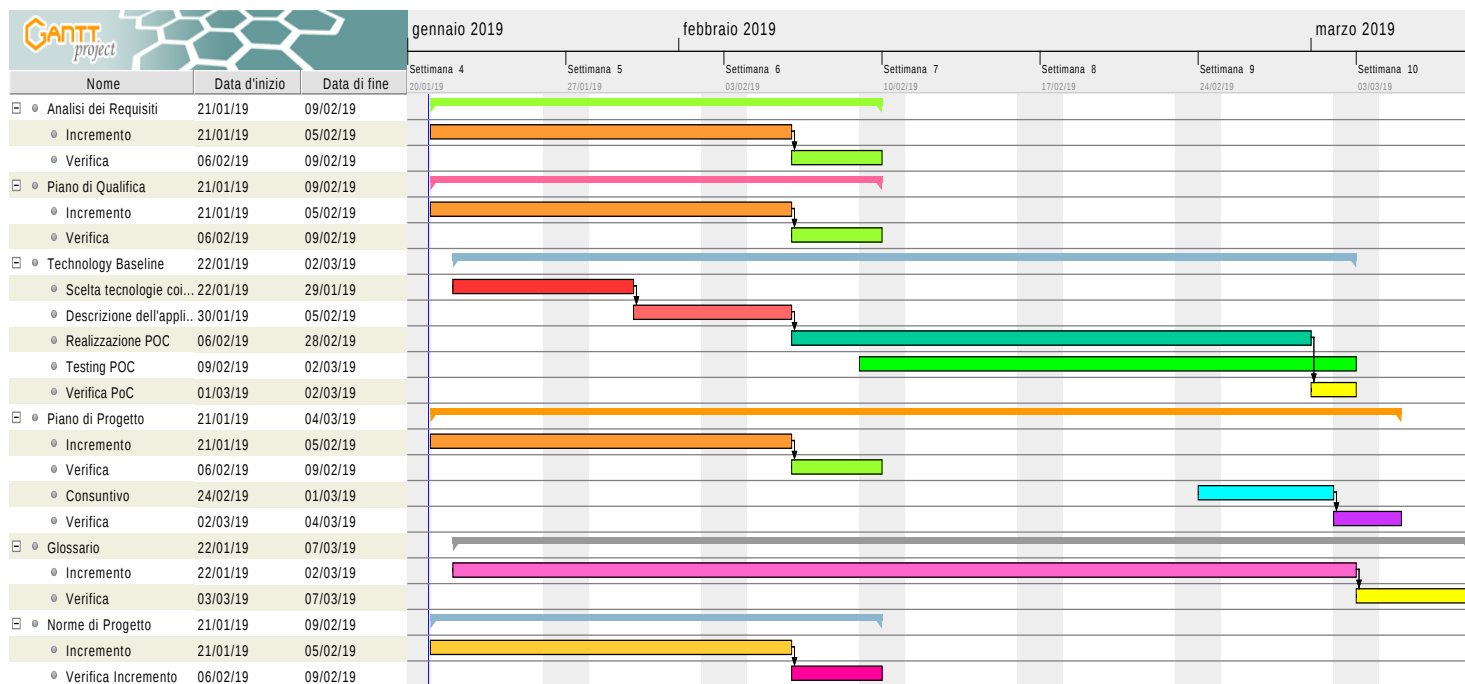 GANTT
project
gennaio 2019 febbraio 2019 marzo 2019
Settimana 4 Settimana 5 Settimana 6 Settimana 7 Settimana 8 Settimana 9 Settimana 10
20/01/19 27/01/19 03/02/19 10/02/19 17/02/19 24/02/19 03/03/19
Nome Data d'inizio Data di fine
Analisi dei Requisiti 21/01/19 09/02/19
Incremento 21/01/19 05/02/19
Verifica 06/02/19 09/02/19
Piano di Qualifica 21/01/19 09/02/19
Incremento 21/01/19 05/02/19
Verifica 06/02/19 09/02/19
Technology Baseline 22/01/19 02/03/19
Scelta tecnologie coi... 22/01/19 29/01/19
Descrizione dell'appli.. 30/01/19 05/02/19
Realizzazione POC 06/02/19 28/02/19
Testing POC 09/02/19 02/03/19
Verifica PoC 01/03/19 02/03/19
Piano di Progetto 21/01/19 04/03/19
Incremento 21/01/19 05/02/19
Verifica 06/02/19 09/02/19
Consuntivo 24/02/19 01/03/19
Verifica 02/03/19 04/03/19
Glossario 22/01/19 07/03/19
Incremento 22/01/19 02/03/19
Verifica 03/03/19 07/03/19
Norme di Progetto 21/01/19 09/02/19
Incremento 21/01/19 05/02/19
Verifica Incremento 06/02/19 09/02/19